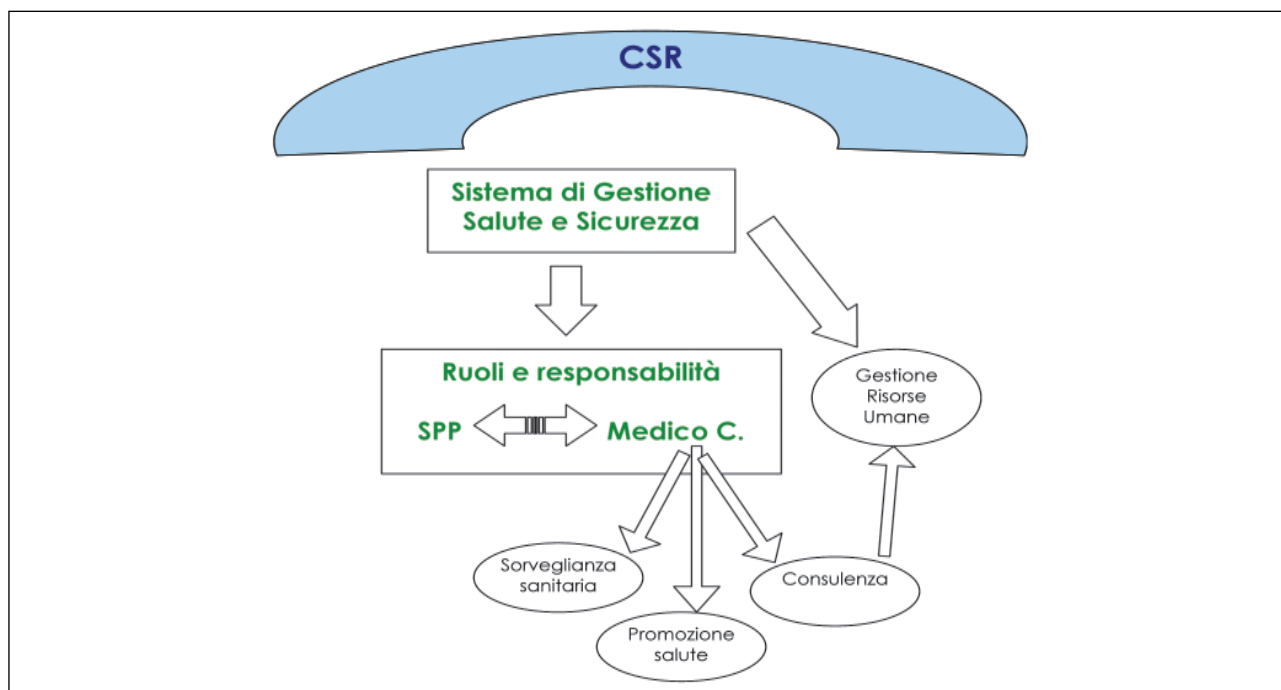 CSR
Sistema di Gestione
Salute e Sicurezza
Ruoli e responsabilità
SPP
Medico C.
Gestione
Risorse
Umane
Sorveglianza
sanitaria
Consulenza
Promozione
salute